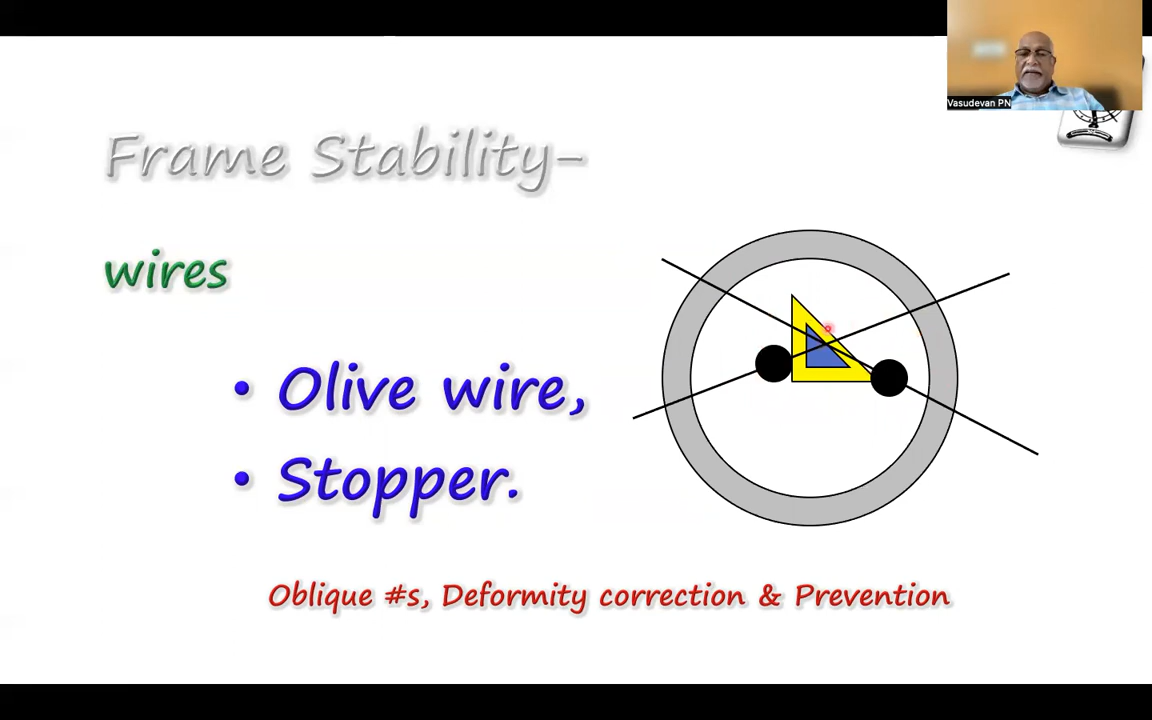 Vasudevan PN
Frame Stability-
wires
• Olive wire,
• Stopper.
Oblique #s, Deformity correction & Prevention